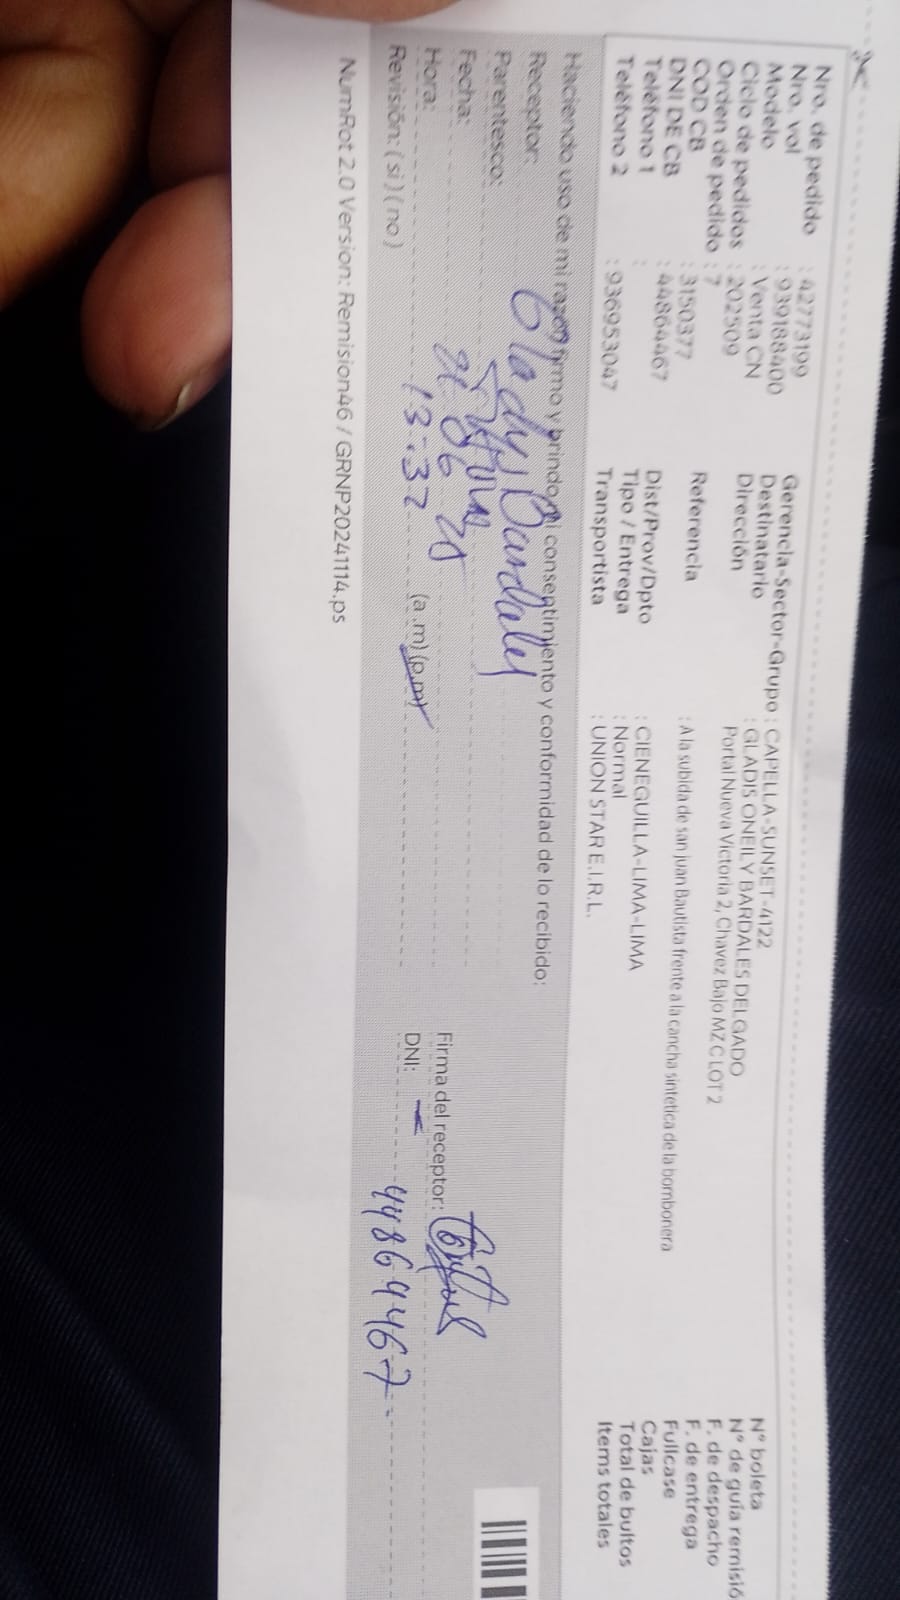 Nro. de pedido : 42773199
Nro. vol : 939188400
Modelo : Venta CN
Ciclo de pedidos : 202509
Orden de pedido : 7
COD CB : 3150377
DNI DE CB : 44864467
Teléfono 1 :
Teléfono 2 : 936953047
Gerencia-Sector-Grupo : CAPELLA-SUNSET-4122
Destinatario : GLADIS ONEILY BARDALES DELGADO
Dirección Portal Nueva Victoria 2, Chavez Bajo MZ C LOT 2
Referencia : A la subida de san juan Bautista frente a la cancha sintetica de la bombonera
Dist/Prov/Dpto : CIENEGUILLA-LIMA-LIMA
Tipo / Entrega : Normal
Transportista : UNION STAR E.I.R.L.
N° boleta
N° de guía remisió
F. de despacho
F. de entrega
Fullcase
Cajas
Total de bultos
Items totales
Haciendo uso de mi razón firmo y brindo mi consentimiento y conformidad de lo recibido:
Receptor: Gladys Bardales
Parentesco:
Fecha: 06 25
Hora: 13:32 (a.m)(p.m)
Revisión: ( si ) ( no )
Firma del receptor:
DNI: 44864467
NumRot 2.0 Version: Remision46 / GRNP20241114.ps